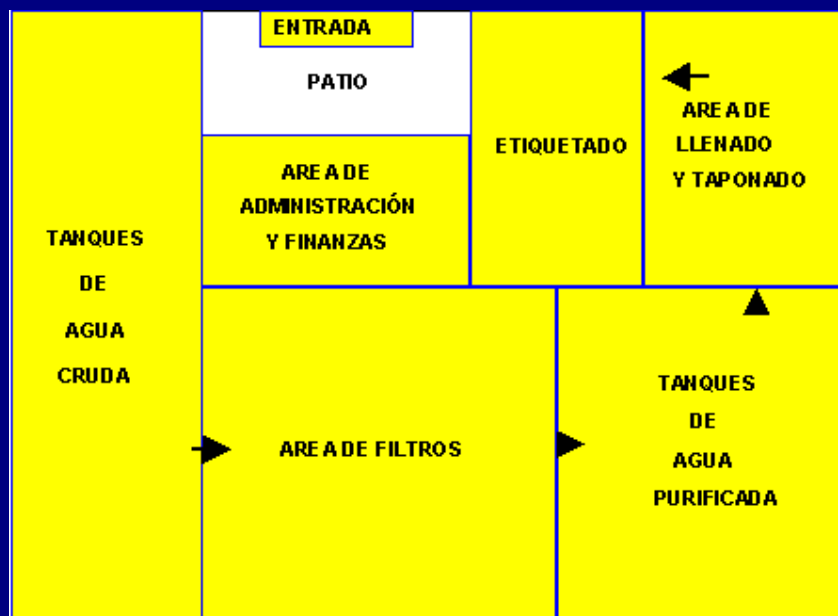 ENTRADA
PATIO
AREA DE
ADMINISTRACIÓN
Y FINANZAS
ETIQUETADO
AREA DE
LLENADO
Y TAPONADO
TANQUES
DE
AGUA
CRUDA
AREA DE FILTROS
TANQUES
DE
AGUA
PURIFICADA